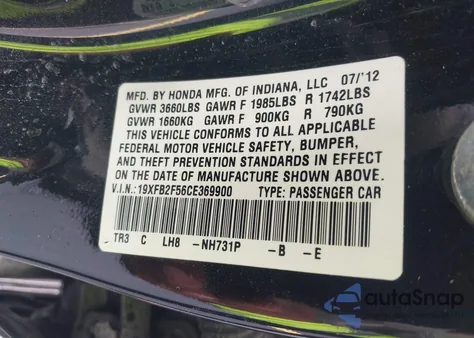 MFD. BY HONDA MFG. OF INDIANA, LLC 07/'12
GVWR 3660LBS GAWR F 1985LBS R 1742LBS
GVWR 1660KG GAWR F 900KG R 790KG
THIS VEHICLE CONFORMS TO ALL APPLICABLE
FEDERAL MOTOR VEHICLE SAFETY, BUMPER,
AND THEFT PREVENTION STANDARDS IN EFFECT
ON THE DATE OF MANUFACTURE SHOWN ABOVE.
V.I.N.: 19XFB2F56CE369900 TYPE: PASSENGER CAR
TR3 C LH8 -NH731P -B -E
autoSnap